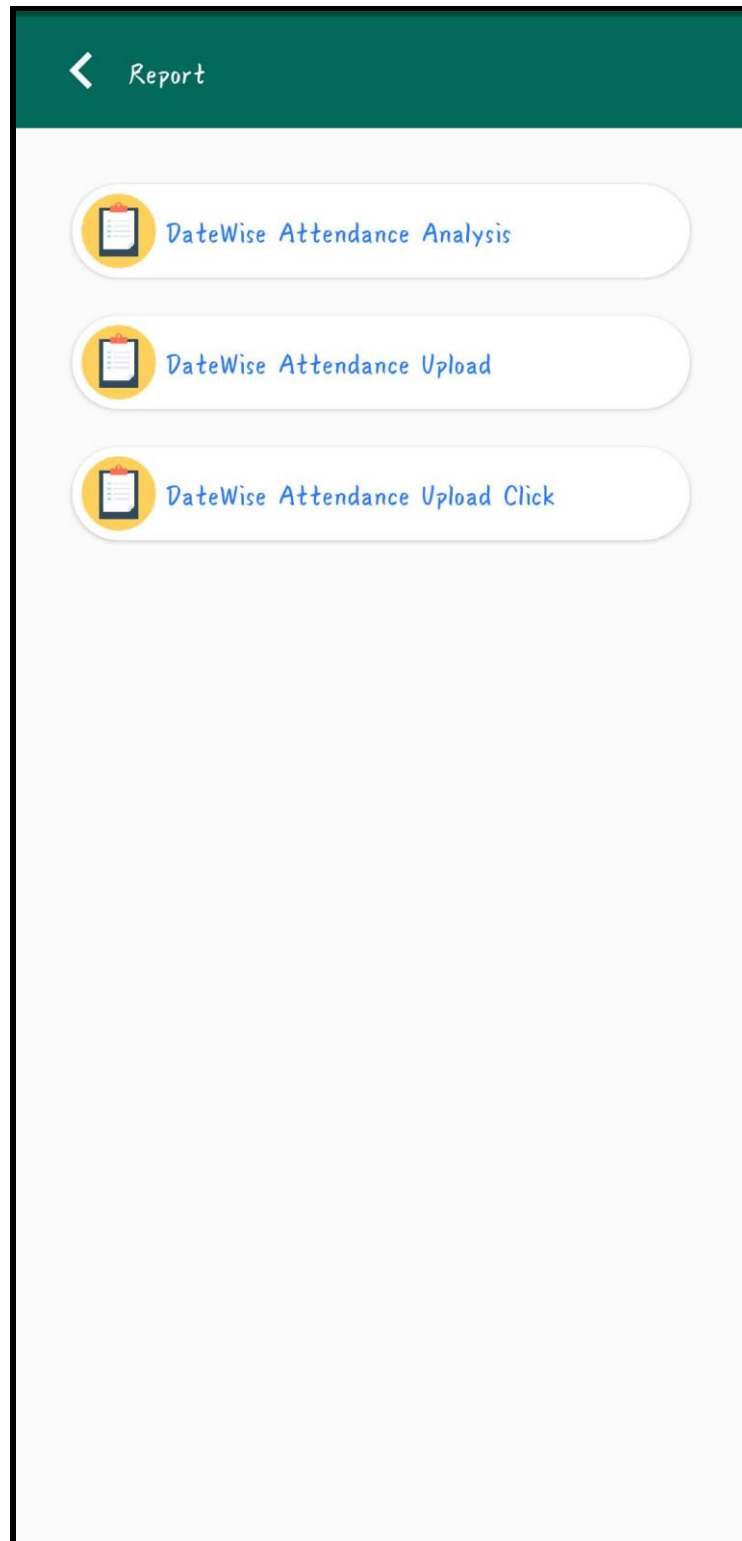 Report
DateWise Attendance Analysis
DateWise Attendance Upload
DateWise Attendance Upload Click